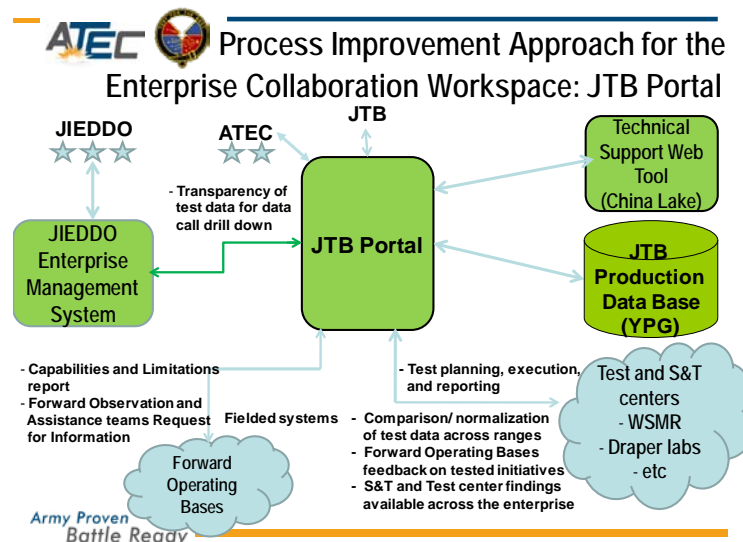 ATEC
Process Improvement Approach for the
Enterprise Collaboration Workspace: JTB Portal
JIEDDO
ATEC
JTB
- Transparency of
test data for data
call drill down
JIEDDO
Enterprise
Management
System
JTB Portal
Technical
Support Web
Tool
(China Lake)
JTB
Production
Data Base
(YPG)
- Capabilities and Limitations
report
- Forward Observation and
Assistance teams Request
for Information
Fielded systems
Forward
Operating
Bases
- Test planning, execution,
and reporting
- Comparison/ normalization
of test data across ranges
- Forward Operating Bases
feedback on tested initiatives
- S&T and Test center findings
available across the enterprise
Test and S&T
centers
- WSMR
- Draper labs
- etc
Army Proven
Battle Ready